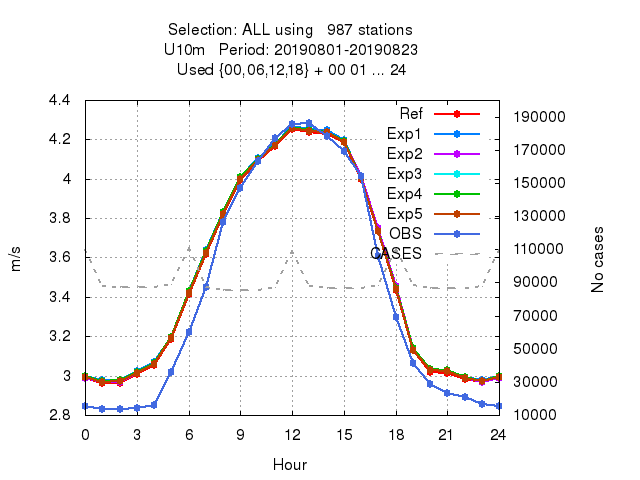 Selection: ALL using   987 stations
U10m   Period: 20190801-20190823
Used {00,06,12,18} + 00 01 ... 24
m/s
4.4
4.2
4
3.8
3.6
3.4
3.2
3
2.8
Ref
Exp1
Exp2
Exp3
Exp4
Exp5
OBS
CASES
190000
170000
150000
130000
110000
90000
70000
50000
30000
10000
No cases
0 3 6 9 12 15 18 21 24
Hour